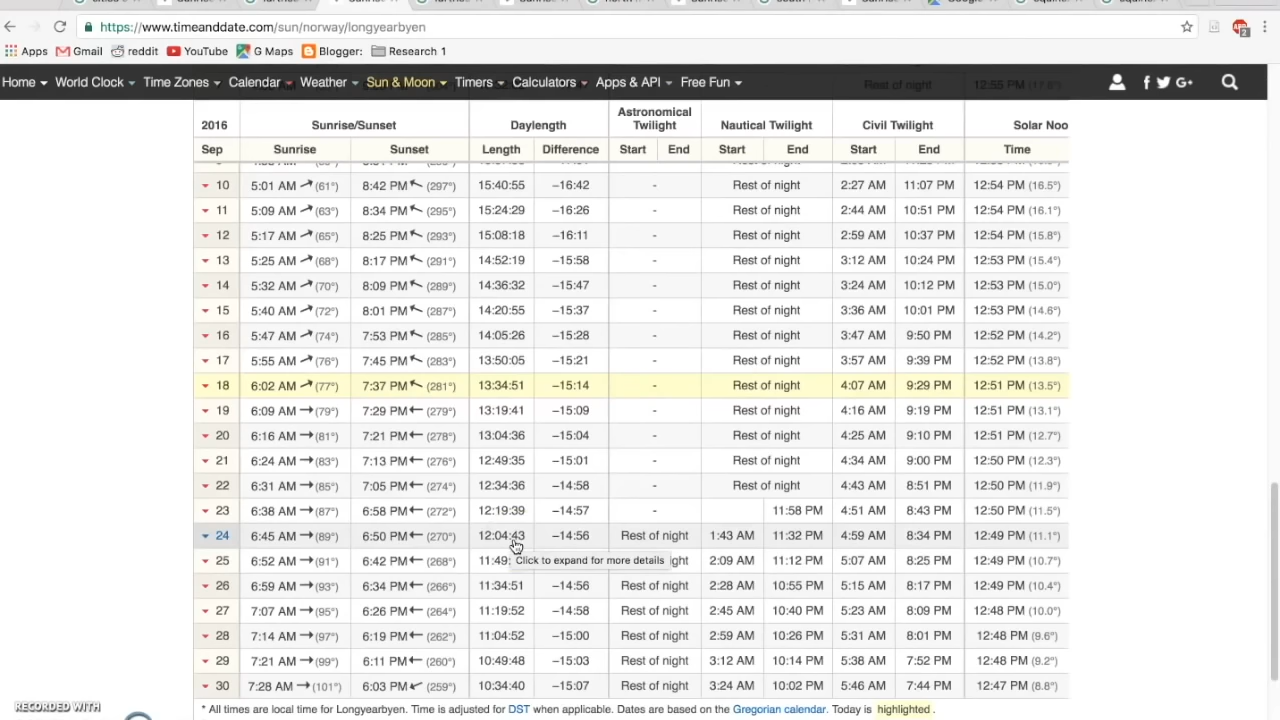 https://www.timeanddate.com/sun/norway/longyearbyen
Apps Gmail reddit YouTube G Maps Blogger: Research 1
Home World Clock Time Zones Calendar Weather Sun & Moon Timers Calculators Apps & API Free Fun
Rest of night 12:55 PM (17.8°)
2016 Sunrise/Sunset Daylength Astronomical Twilight Nautical Twilight Civil Twilight Solar Noo
Sep Sunrise Sunset Length Difference Start End Start End Start End Time
10 5:01 AM (61°) 8:42 PM (297°) 15:40:55 −16:42 - Rest of night 2:27 AM 11:07 PM 12:54 PM (16.5°)
11 5:09 AM (63°) 8:34 PM (295°) 15:24:29 −16:26 - Rest of night 2:44 AM 10:51 PM 12:54 PM (16.1°)
12 5:17 AM (65°) 8:25 PM (293°) 15:08:18 −16:11 - Rest of night 2:59 AM 10:37 PM 12:54 PM (15.8°)
13 5:25 AM (68°) 8:17 PM (291°) 14:52:19 −15:58 - Rest of night 3:12 AM 10:24 PM 12:53 PM (15.4°)
14 5:32 AM (70°) 8:09 PM (289°) 14:36:32 −15:47 - Rest of night 3:24 AM 10:12 PM 12:53 PM (15.0°)
15 5:40 AM (72°) 8:01 PM (287°) 14:20:55 −15:37 - Rest of night 3:36 AM 10:01 PM 12:53 PM (14.6°)
16 5:47 AM (74°) 7:53 PM (285°) 14:05:26 −15:28 - Rest of night 3:47 AM 9:50 PM 12:52 PM (14.2°)
17 5:55 AM (76°) 7:45 PM (283°) 13:50:05 −15:21 - Rest of night 3:57 AM 9:39 PM 12:52 PM (13.8°)
18 6:02 AM (77°) 7:37 PM (281°) 13:34:51 −15:14 - Rest of night 4:07 AM 9:29 PM 12:51 PM (13.5°)
19 6:09 AM (79°) 7:29 PM (279°) 13:19:41 −15:09 - Rest of night 4:16 AM 9:19 PM 12:51 PM (13.1°)
20 6:16 AM (81°) 7:21 PM (278°) 13:04:36 −15:04 - Rest of night 4:25 AM 9:10 PM 12:51 PM (12.7°)
21 6:24 AM (83°) 7:13 PM (276°) 12:49:35 −15:01 - Rest of night 4:34 AM 9:00 PM 12:50 PM (12.3°)
22 6:31 AM (85°) 7:05 PM (274°) 12:34:36 −14:58 - Rest of night 4:43 AM 8:51 PM 12:50 PM (11.9°)
23 6:38 AM (87°) 6:58 PM (272°) 12:19:39 −14:57 - 11:58 PM 4:51 AM 8:43 PM 12:50 PM (11.5°)
24 6:45 AM (89°) 6:50 PM (270°) 12:04:43 −14:56 Rest of night 1:43 AM 11:32 PM 4:59 AM 8:34 PM 12:49 PM (11.1°)
25 6:52 AM (91°) 6:42 PM (268°) 11:49: Click to expand for more details ght 2:09 AM 11:12 PM 5:07 AM 8:25 PM 12:49 PM (10.7°)
26 6:59 AM (93°) 6:34 PM (266°) 11:34:51 −14:56 Rest of night 2:28 AM 10:55 PM 5:15 AM 8:17 PM 12:49 PM (10.4°)
27 7:07 AM (95°) 6:26 PM (264°) 11:19:52 −14:58 Rest of night 2:45 AM 10:40 PM 5:23 AM 8:09 PM 12:48 PM (10.0°)
28 7:14 AM (97°) 6:19 PM (262°) 11:04:52 −15:00 Rest of night 2:59 AM 10:26 PM 5:31 AM 8:01 PM 12:48 PM (9.6°)
29 7:21 AM (99°) 6:11 PM (260°) 10:49:48 −15:03 Rest of night 3:12 AM 10:14 PM 5:38 AM 7:52 PM 12:48 PM (9.2°)
30 7:28 AM (101°) 6:03 PM (259°) 10:34:40 −15:07 Rest of night 3:24 AM 10:02 PM 5:46 AM 7:44 PM 12:47 PM (8.8°)
* All times are local time for Longyearbyen. Time is adjusted for DST when applicable. Dates are based on the Gregorian calendar. Today is highlighted .
RECORDED WITH